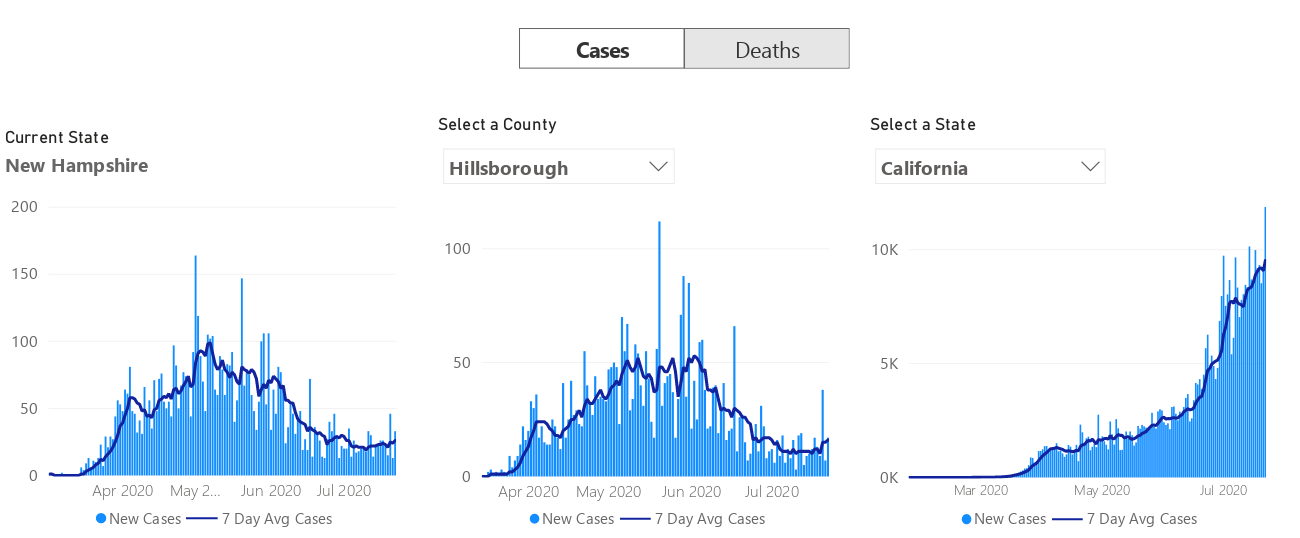 Cases Deaths
Current State
New Hampshire
200
150
100
50
0
Apr 2020 May 2... Jun 2020 Jul 2020
New Cases 7 Day Avg Cases
Select a County
Hillsborough
100
50
0
Apr 2020 May 2020 Jun 2020 Jul 2020
New Cases 7 Day Avg Cases
Select a State
California
10K
5K
0K
Mar 2020 May 2020 Jul 2020
New Cases 7 Day Avg Cases